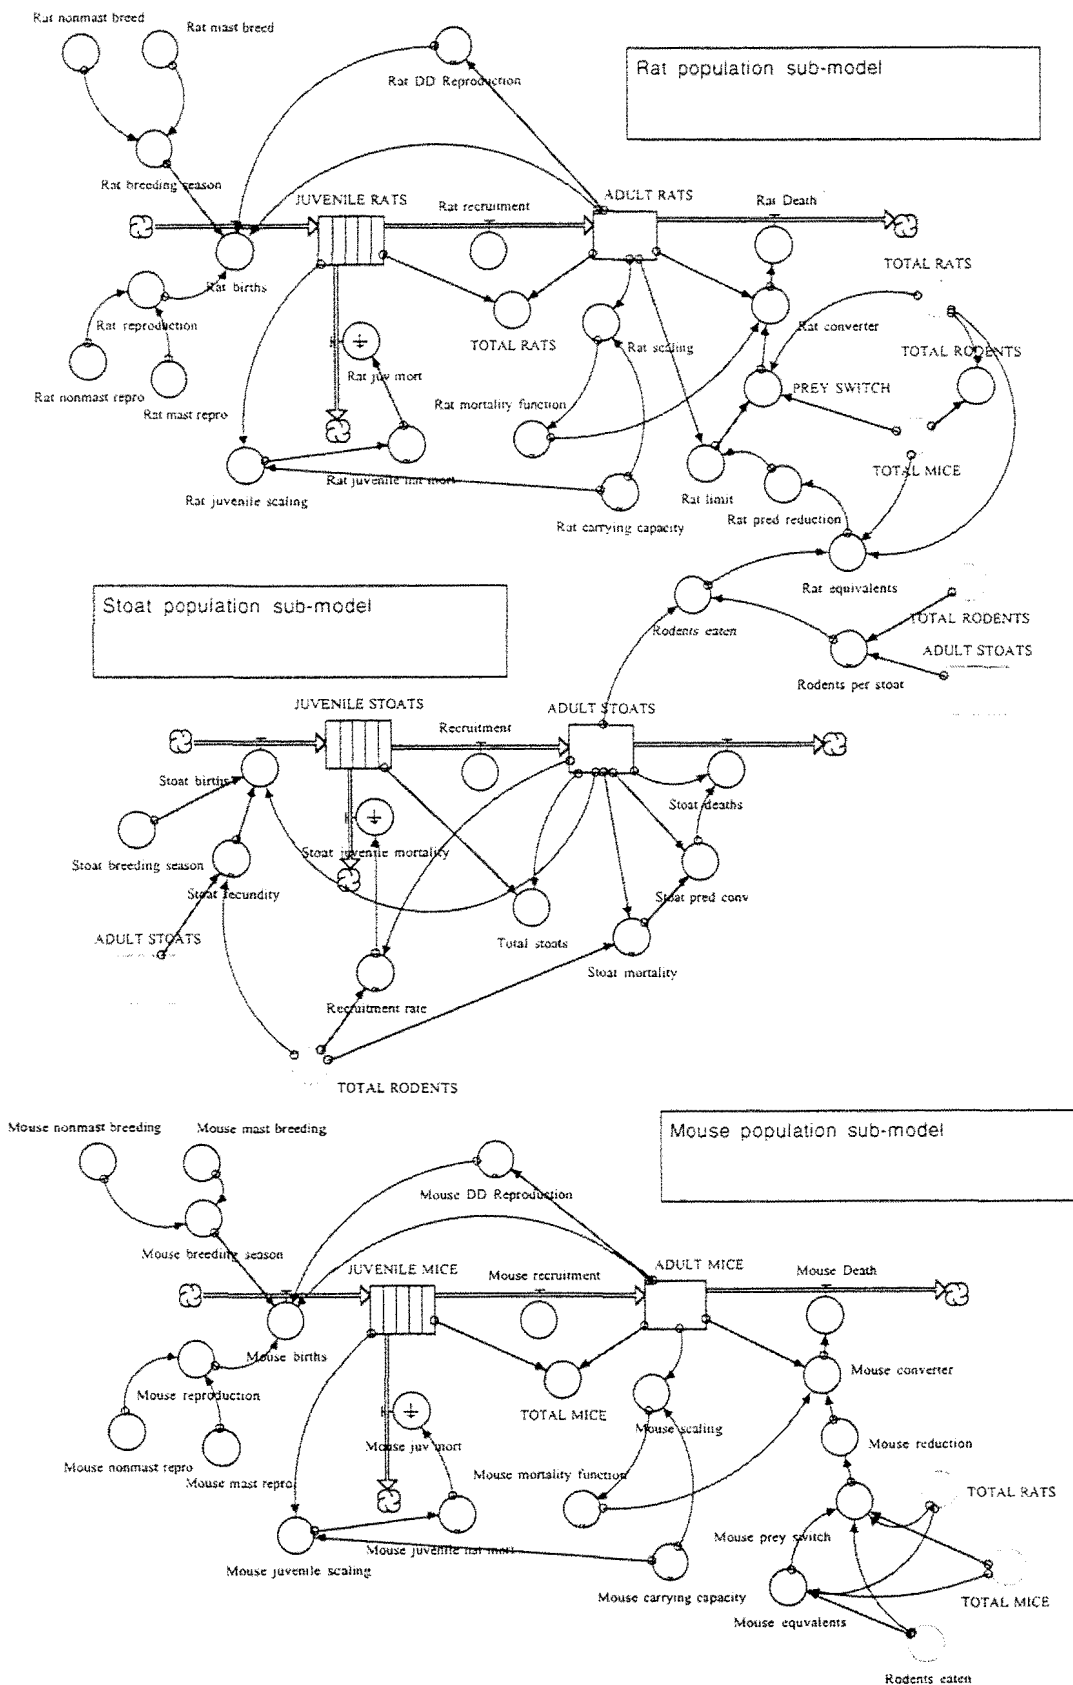 Rat nonmast breed
Rat mast breed
Rat DD Reproduction
Rat population sub-model
Rat breeding season
JUVENILE RATS
Rat recruitment
ADULT RATS
Rat Death
TOTAL RATS
Rat births
Rat reproduction
TOTAL RATS
Rat scaling
Rat converter
TOTAL RODENTS
Rat juv mort
PREY SWITCH
Rat nonmast repro
Rat mast repro
Rat mortality function
TOTAL MICE
Rat juvenile scaling
Rat juvenile nat mort
Rat limit
Rat carrying capacity
Rat pred reduction
Rat equivalents
Stoat population sub-model
Rodents eaten
TOTAL RODENTS
ADULT STOATS
Rodents per stoat
JUVENILE STOATS
Recruitment
ADULT STOATS
Stoat births
Stoat deaths
Stoat breeding season
Stoat juvenile mortality
Stoat fecundity
Stoat pred conv
ADULT STOATS
Total stoats
Stoat mortality
Recruitment rate
TOTAL RODENTS
Mouse nonmast breeding
Mouse mast breeding
Mouse population sub-model
Mouse DD Reproduction
Mouse breeding season
JUVENILE MICE
Mouse recruitment
ADULT MICE
Mouse Death
Mouse births
Mouse converter
Mouse reproduction
TOTAL MICE
Mouse scaling
Mouse juv mort
Mouse reduction
Mouse nonmast repro
Mouse mast repro
Mouse mortality function
TOTAL RATS
Mouse prey switch
Mouse juvenile nat mort
Mouse juvenile scaling
Mouse carrying capacity
TOTAL MICE
Mouse equvalents
Rodents eaten